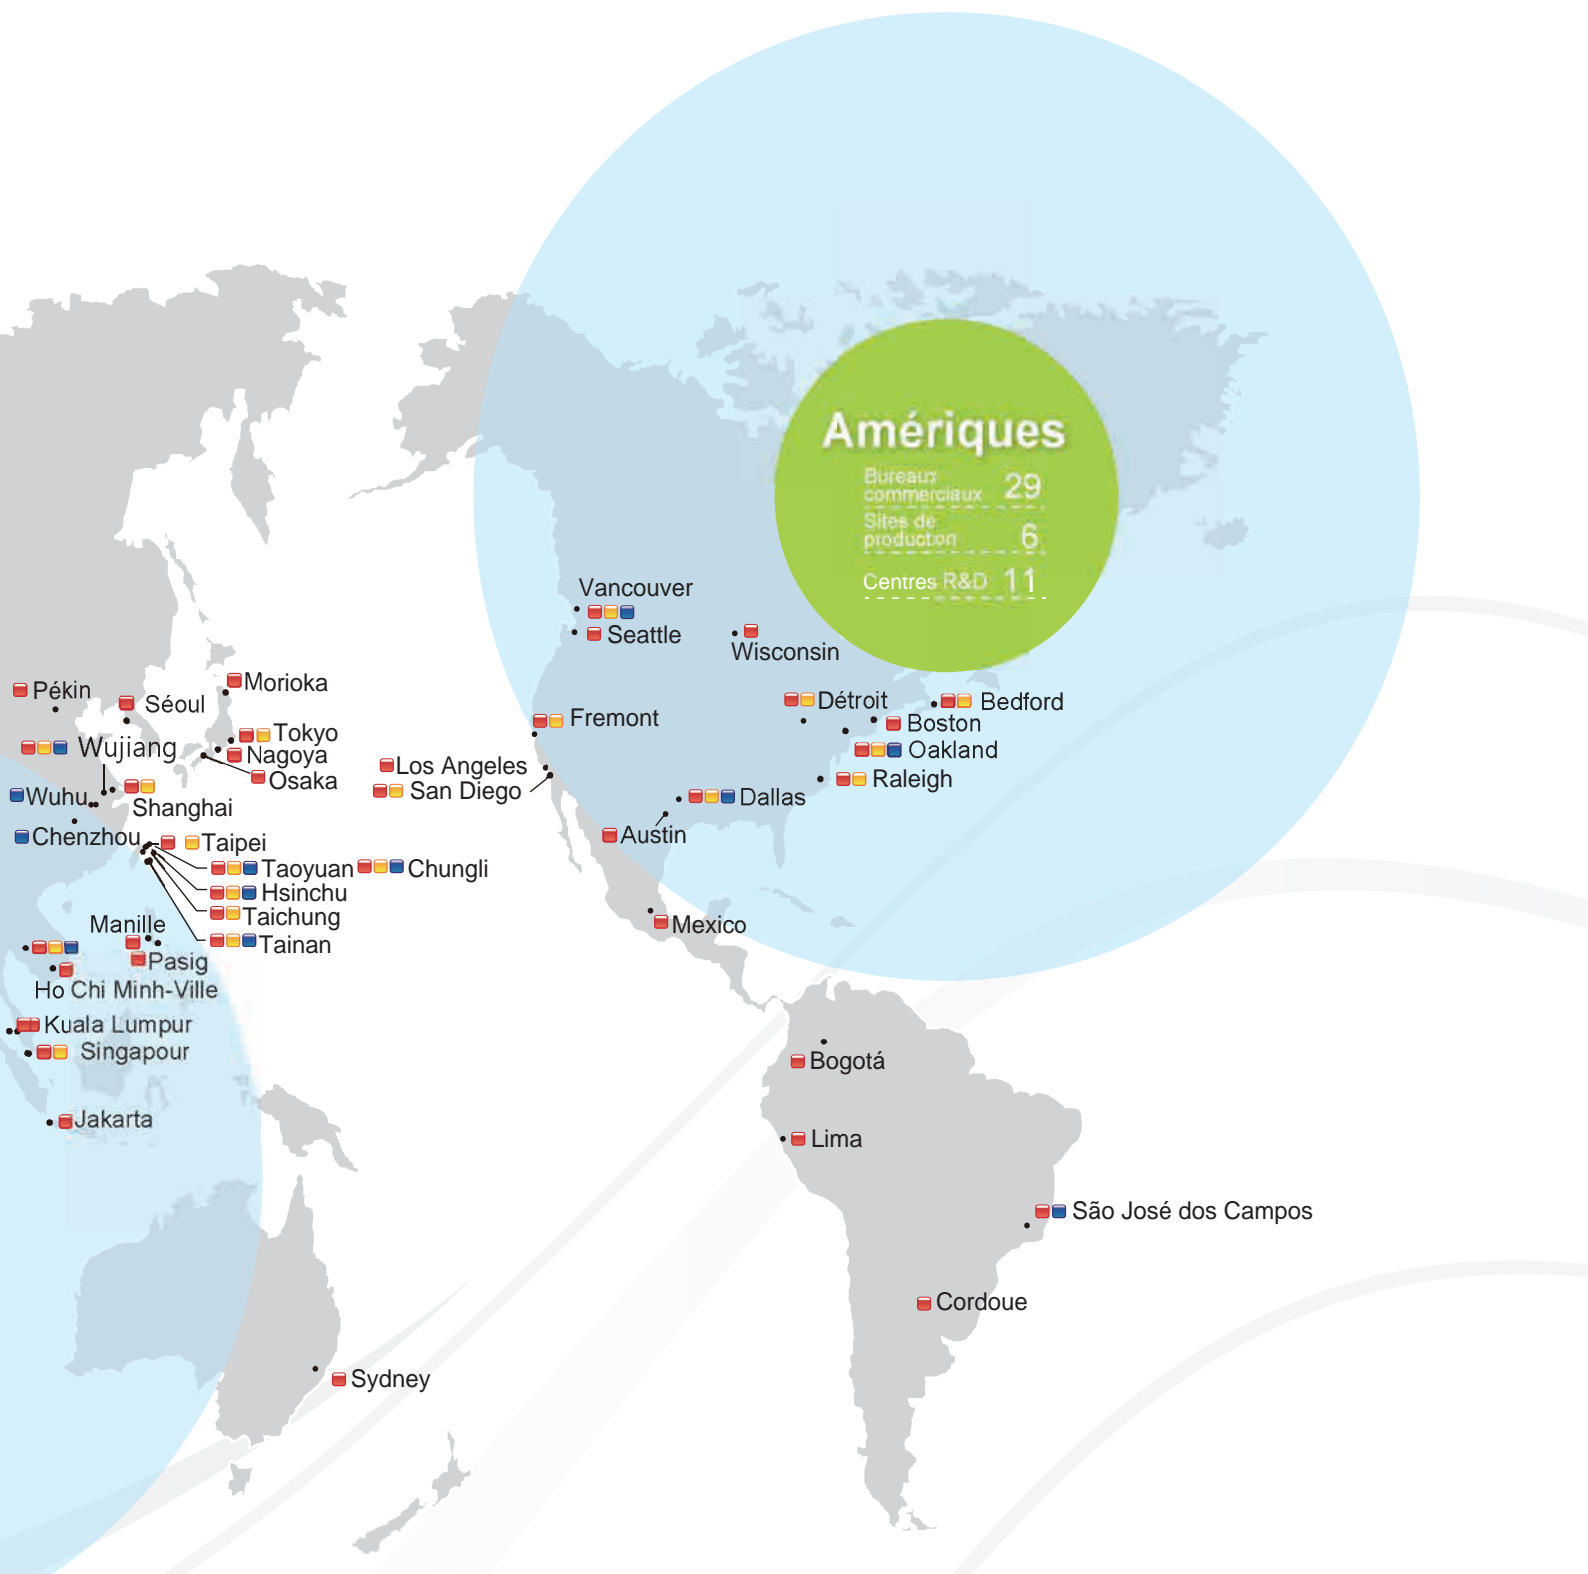 Amériques
Bureaux
commerciaux 29
Sites de
production 6
Centres R&D 11
Vancouver
Seattle
Wisconsin
Pékin
Séoul
Morioka
Détroit
Bedford
Fremont
Boston
Tokyo
Wujiang
Nagoya
Oakland
Los Angeles
Osaka
Raleigh
San Diego
Wuhu
Shanghai
Dallas
Chenzhou
Austin
Taipei
Taoyuan
Chungli
Hsinchu
Taichung
Manille
Mexico
Tainan
Pasig
Ho Chi Minh-Ville
Kuala Lumpur
Singapour
Bogotá
Jakarta
Lima
São José dos Campos
Cordoue
Sydney